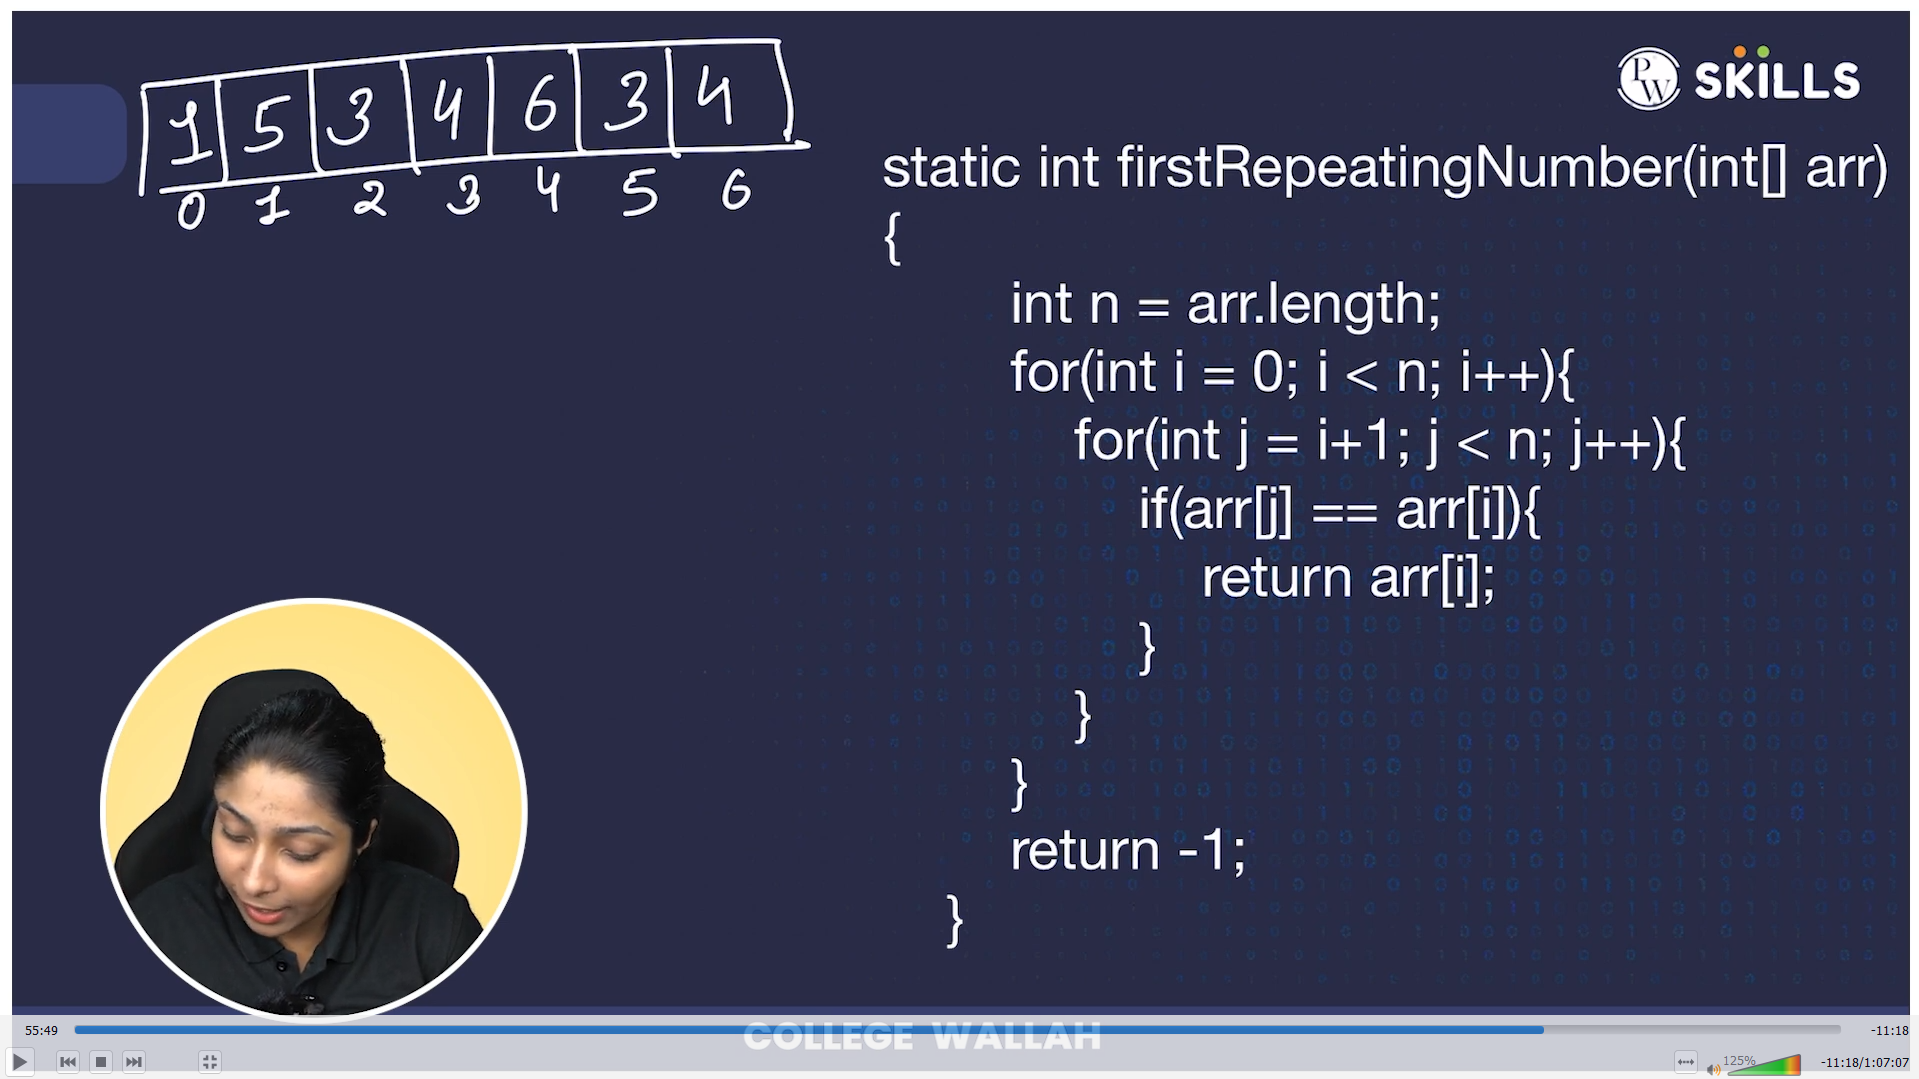 1 5 3 4 6 3 4
0 1 2 3 4 5 6
PW SKILLS
static int firstRepeatingNumber(int[] arr)
{
int n = arr.length;
for(int i = 0; i < n; i++){
for(int j = i+1; j < n; j++){
if(arr[j] == arr[i]){
return arr[i];
}
}
}
return -1;
}
COLLEGE WALLAH
55:49 -11:18
125% -11:18/1:07:07